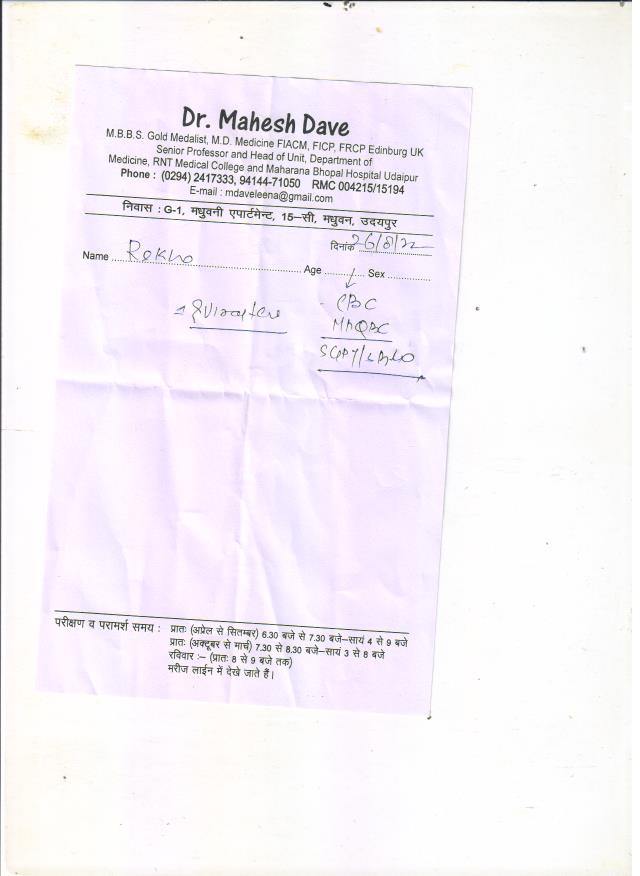 Dr. Mahesh Dave
M.B.B.S. Gold Medalist, M.D. Medicine FIACM, FICP, FRCP Edinburg UK
Senior Professor and Head of Unit, Department of
Medicine, RNT Medical College and Maharana Bhopal Hospital Udaipur
Phone : (0294) 2417333, 94144-71050 RMC 004215/15194
E-mail : mdaveleena@gmail.com
निवास : G-1, मधुवनी एपार्टमेन्ट, 15–सी, मधुवन, उदयपुर
दिनांक 26/8/22
Name ..... Age ..... Sex .....
CBC
परीक्षण व परामर्श समय : प्रातः (अप्रेल से सितम्बर) 6.30 बजे से 7.30 बजे–सायं 4 से 9 बजे
प्रातः (अक्टूबर से मार्च) 7.30 से 8.30 बजे–सायं 3 से 8 बजे
रविवार :– (प्रातः 8 से 9 बजे तक)
मरीज लाईन में देखे जाते हैं।